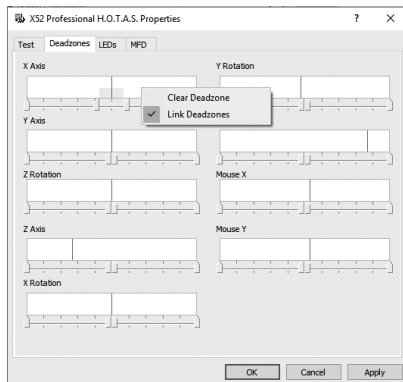 X52 Professional H.O.T.A.S. Properties
Test Deadzones LEDs MFD
X Axis
Y Rotation
Clear Deadzone
Link Deadzones
Y Axis
Z Rotation
Mouse X
Z Axis
Mouse Y
X Rotation
OK Cancel Apply